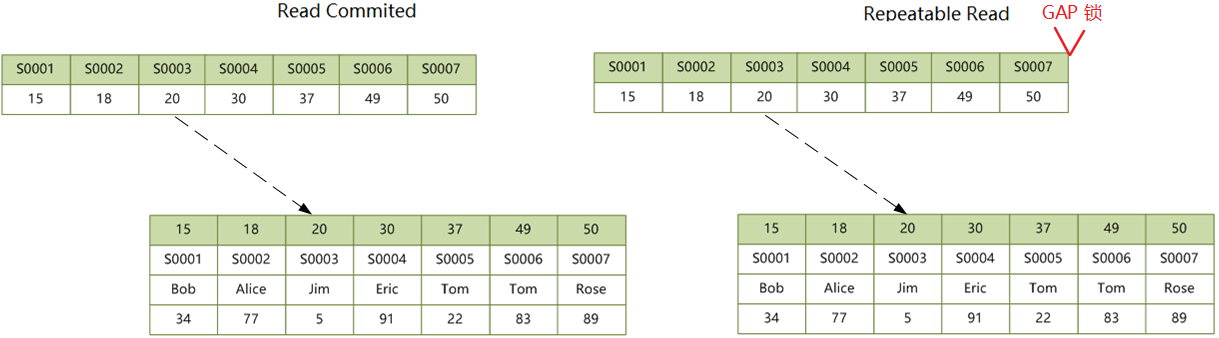 Read Commited
S0001 S0002 S0003 S0004 S0005 S0006 S0007
15 18 20 30 37 49 50
15 18 20 30 37 49 50
S0001 S0002 S0003 S0004 S0005 S0006 S0007
Bob Alice Jim Eric Tom Tom Rose
34 77 5 91 22 83 89
Repeatable Read
GAP 锁
S0001 S0002 S0003 S0004 S0005 S0006 S0007
15 18 20 30 37 49 50
15 18 20 30 37 49 50
S0001 S0002 S0003 S0004 S0005 S0006 S0007
Bob Alice Jim Eric Tom Tom Rose
34 77 5 91 22 83 89